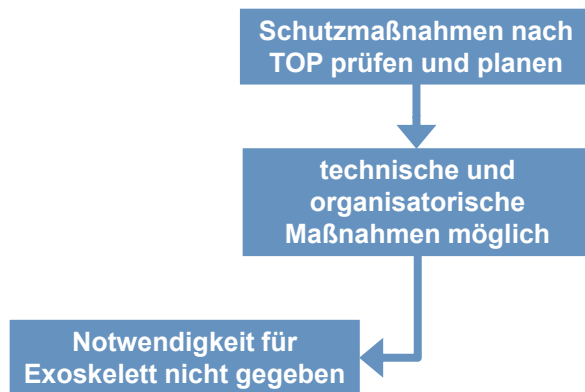 Schutzmaßnahmen nach
TOP prüfen und planen
technische und
organisatorische
Maßnahmen möglich
Notwendigkeit für
Exoskelett nicht gegeben